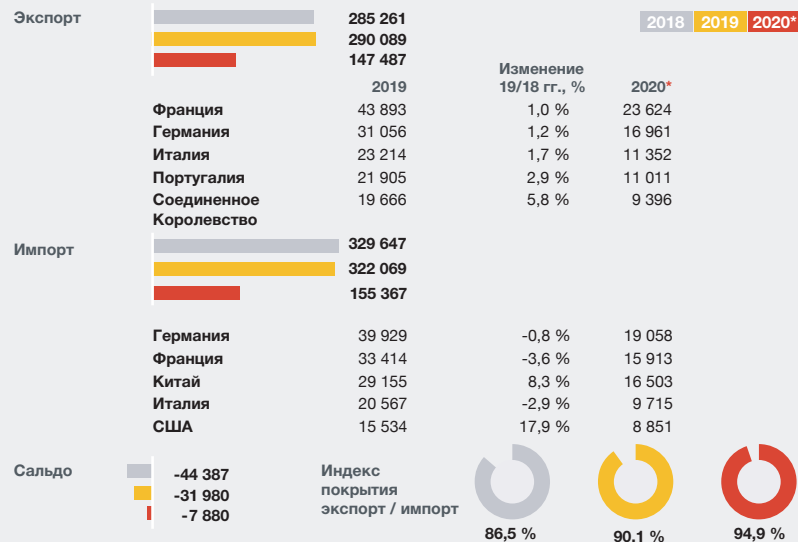 Экспорт
285 261
290 089
147 487
2018 2019 2020*
Изменение
2019 19/18 гг., % 2020*
Франция 43 893 1,0 % 23 624
Германия 31 056 1,2 % 16 961
Италия 23 214 1,7 % 11 352
Португалия 21 905 2,9 % 11 011
Соединенное 19 666 5,8 % 9 396
Королевство
Импорт
329 647
322 069
155 367
Германия 39 929 -0,8 % 19 058
Франция 33 414 -3,6 % 15 913
Китай 29 155 8,3 % 16 503
Италия 20 567 -2,9 % 9 715
США 15 534 17,9 % 8 851
Сальдо
-44 387
-31 980
-7 880
Индекс
покрытия
экспорт / импорт
86,5 % 90,1 % 94,9 %